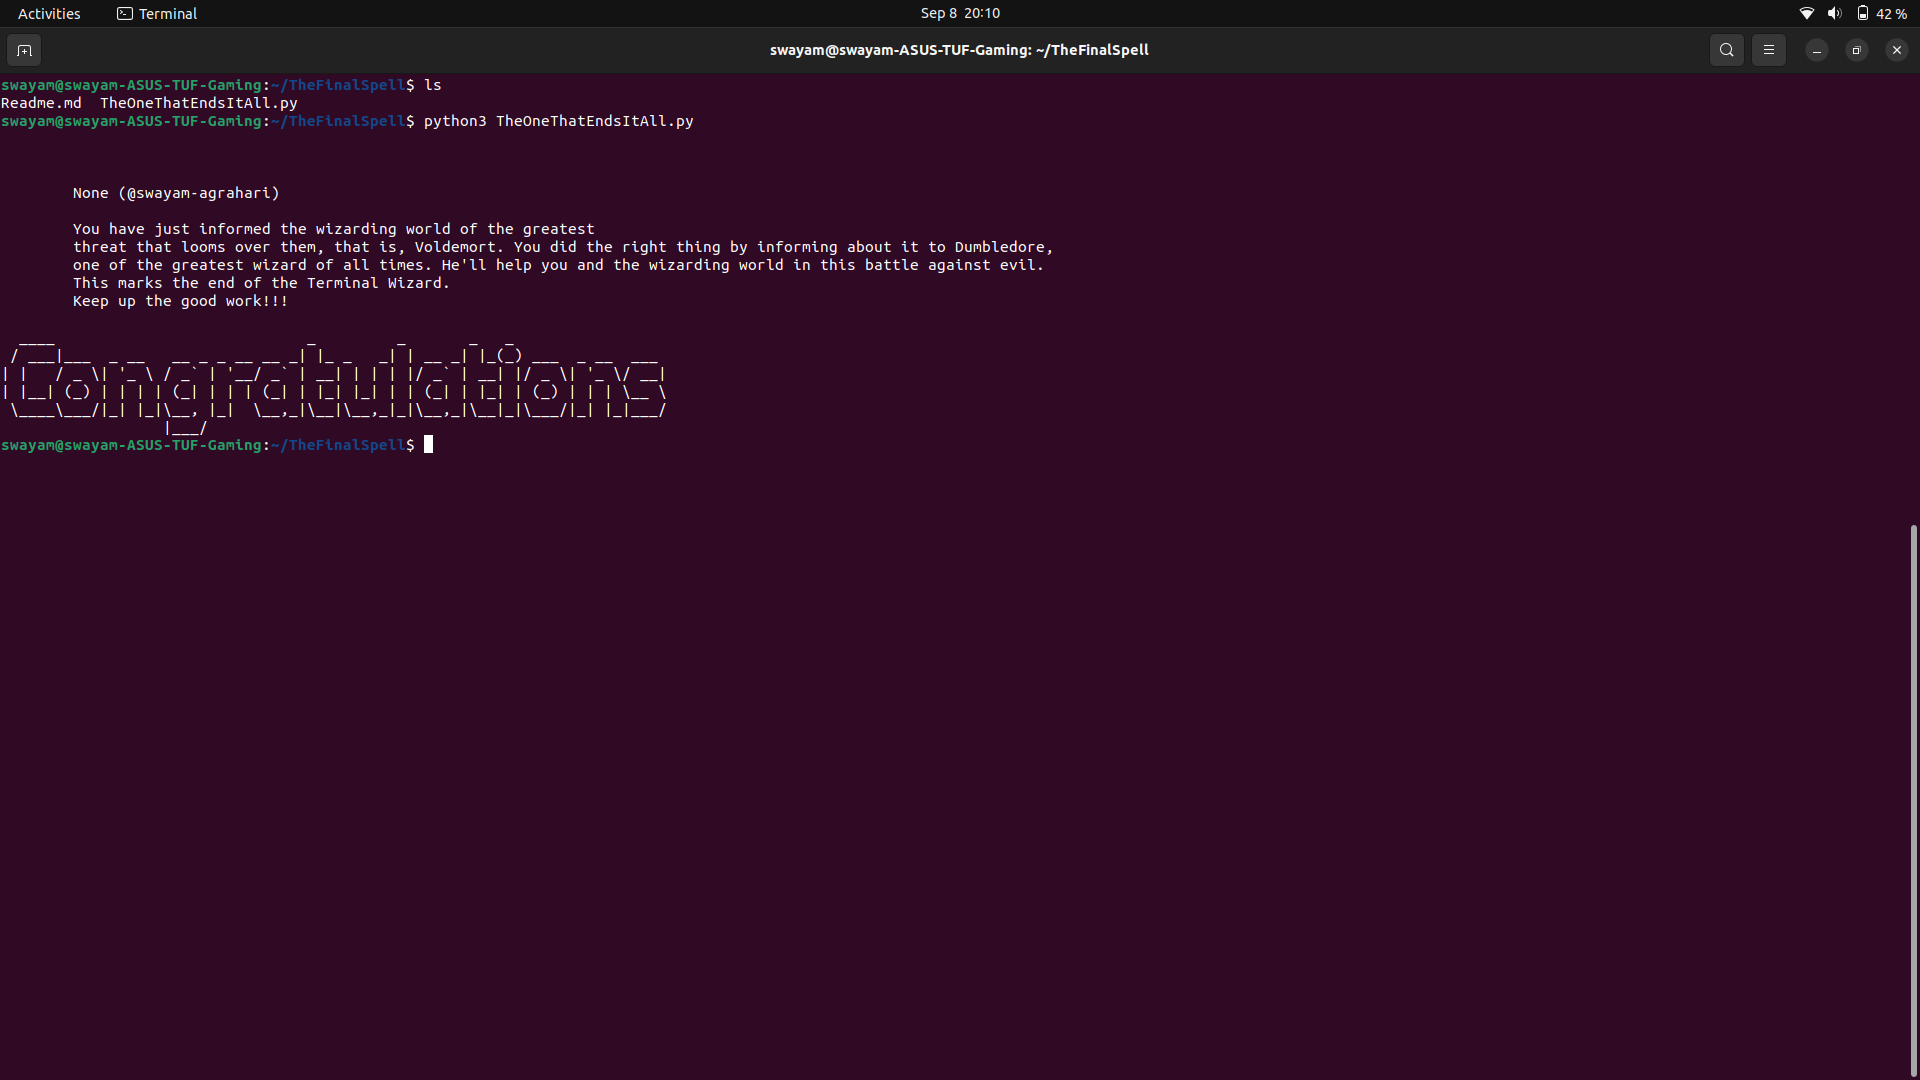 Activities Terminal Sep 8 20:10 42 %
swayam@swayam-ASUS-TUF-Gaming: ~/TheFinalSpell
swayam@swayam-ASUS-TUF-Gaming:~/TheFinalSpell$ ls
Readme.md TheOneThatEndsItAll.py
swayam@swayam-ASUS-TUF-Gaming:~/TheFinalSpell$ python3 TheOneThatEndsItAll.py
None (@swayam-agrahari)
You have just informed the wizarding world of the greatest
threat that looms over them, that is, Voldemort. You did the right thing by informing about it to Dumbledore,
one of the greatest wizard of all times. He'll help you and the wizarding world in this battle against evil.
This marks the end of the Terminal Wizard.
Keep up the good work!!!
Congratulations
swayam@swayam-ASUS-TUF-Gaming:~/TheFinalSpell$